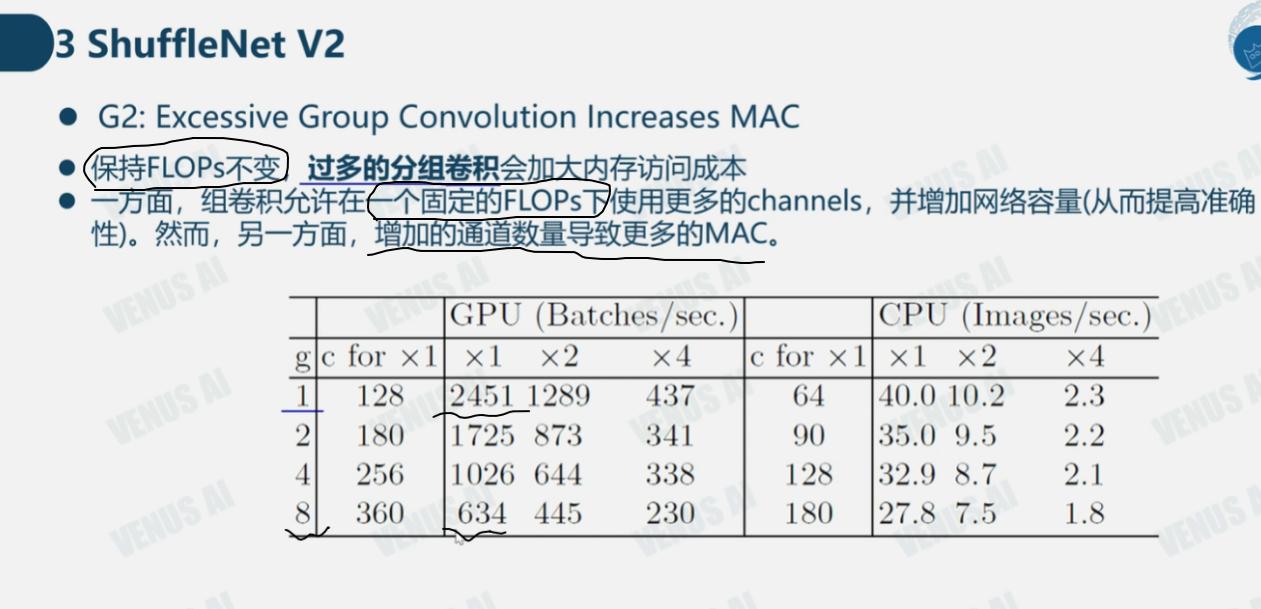 3 ShuffleNet V2
● G2: Excessive Group Convolution Increases MAC
● 保持FLOPs不变，过多的分组卷积会加大内存访问成本
● 一方面，组卷积允许在一个固定的FLOPs下使用更多的channels，并增加网络容量(从而提高准确
性)。然而，另一方面，增加的通道数量导致更多的MAC。
GPU (Batches/sec.) CPU (Images/sec.)
g c for ×1 ×1 ×2 ×4 c for ×1 ×1 ×2 ×4
1 128 2451 1289 437 64 40.0 10.2 2.3
2 180 1725 873 341 90 35.0 9.5 2.2
4 256 1026 644 338 128 32.9 8.7 2.1
8 360 634 445 230 180 27.8 7.5 1.8
VENUS AI